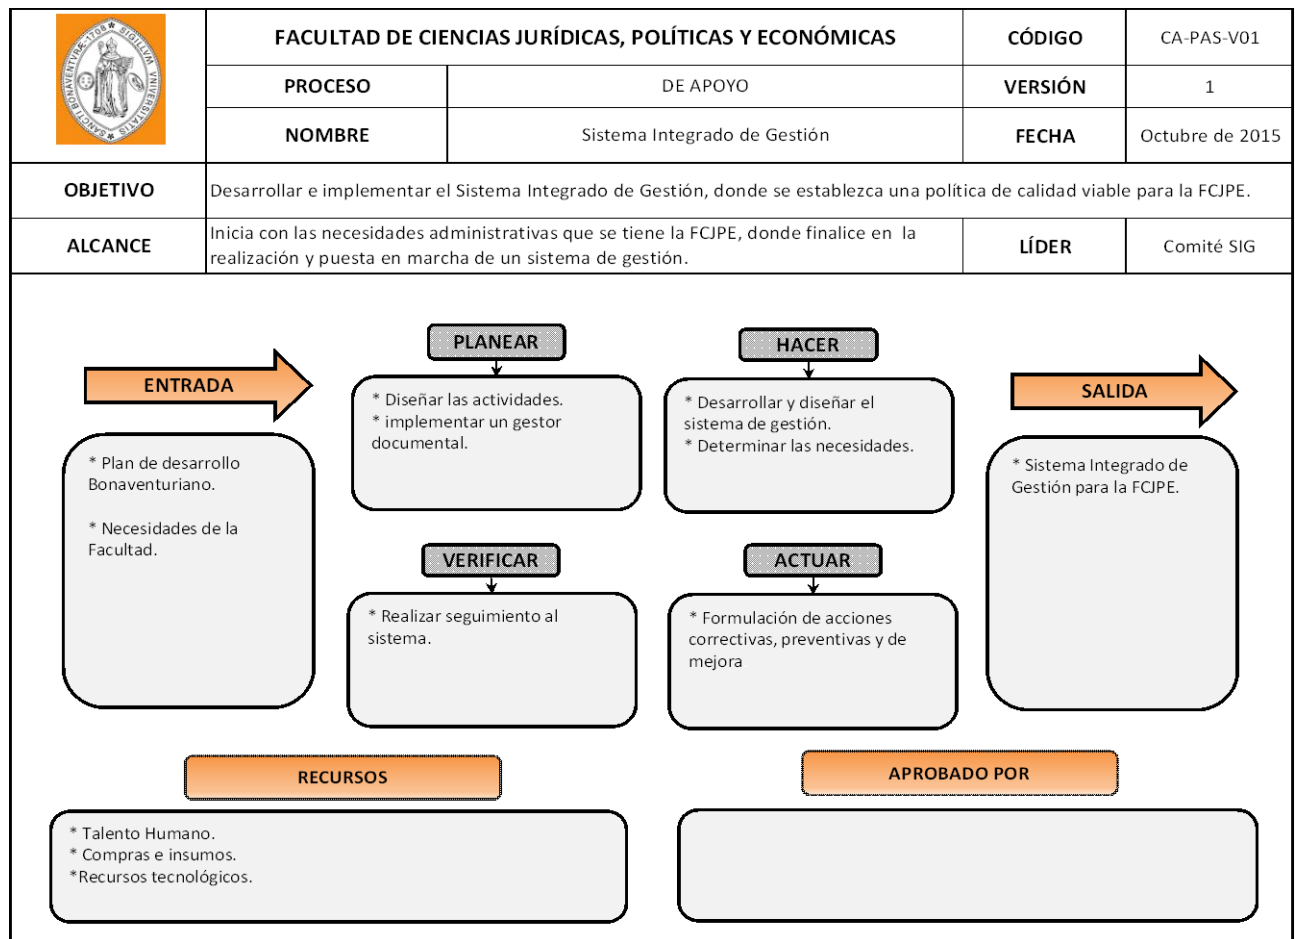 SANCTI BONAVENTVRÆ-1708 * SIGILLVM VNIVERSITATIS *
FACULTAD DE CIENCIAS JURÍDICAS, POLÍTICAS Y ECONÓMICAS
CÓDIGO
CA-PAS-V01
PROCESO
DE APOYO
VERSIÓN
1
NOMBRE
Sistema Integrado de Gestión
FECHA
Octubre de 2015
OBJETIVO
Desarrollar e implementar el Sistema Integrado de Gestión, donde se establezca una política de calidad viable para la FCJPE.
ALCANCE
Inicia con las necesidades administrativas que se tiene la FCJPE, donde finalice en la
realización y puesta en marcha de un sistema de gestión.
LÍDER
Comité SIG
ENTRADA
* Plan de desarrollo
Bonaventuriano.
* Necesidades de la
Facultad.
PLANEAR
* Diseñar las actividades.
* implementar un gestor
documental.
HACER
* Desarrollar y diseñar el
sistema de gestión.
* Determinar las necesidades.
VERIFICAR
* Realizar seguimiento al
sistema.
ACTUAR
* Formulación de acciones
correctivas, preventivas y de
mejora
SALIDA
* Sistema Integrado de
Gestión para la FCJPE.
RECURSOS
* Talento Humano.
* Compras e insumos.
*Recursos tecnológicos.
APROBADO POR